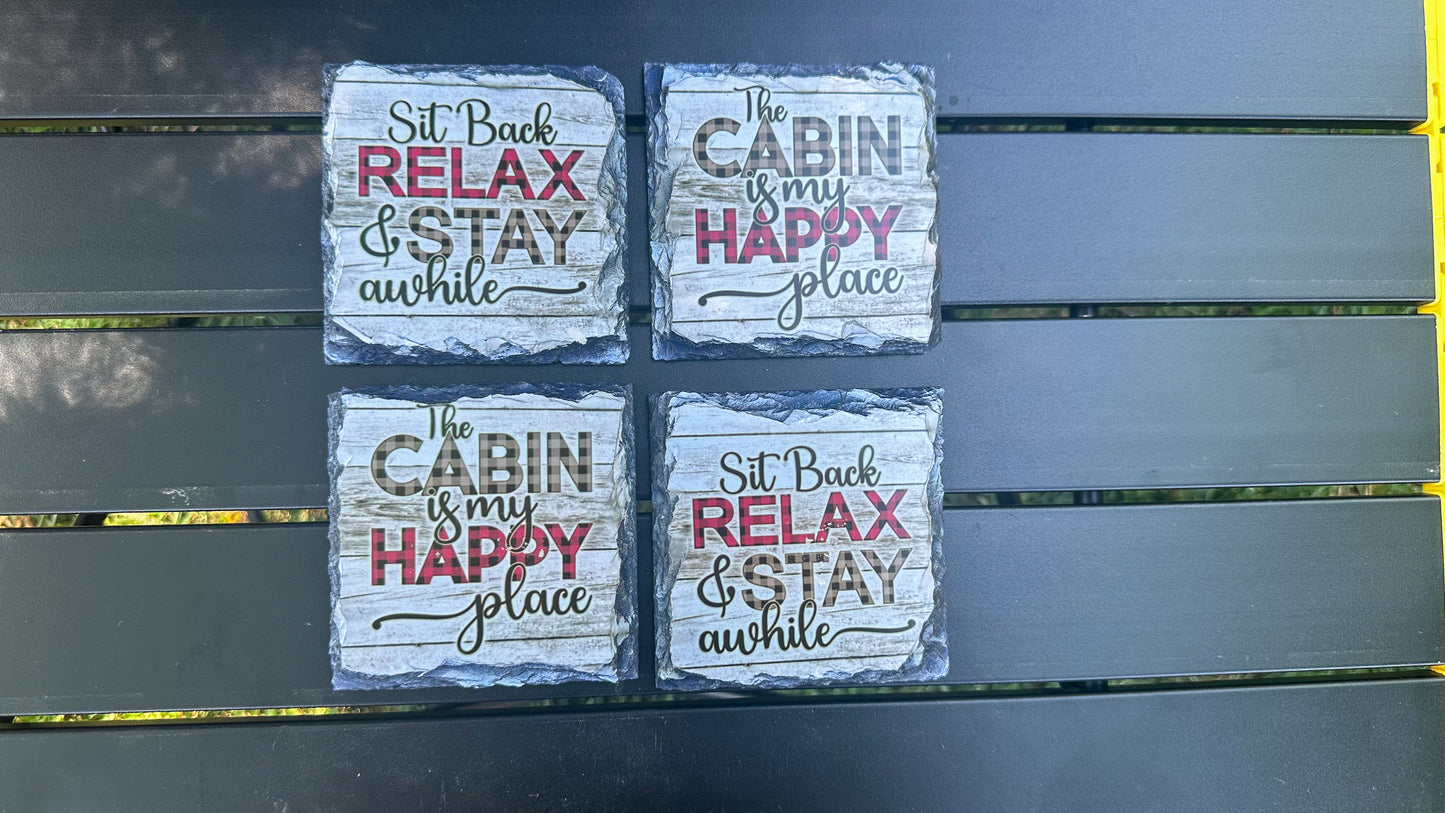 Sit Back
RELAX
& STAY
awhile
The
CABIN
is my
HAPPY
place
The
CABIN
is my
HAPPY
place
Sit Back
RELAX
& STAY
awhile